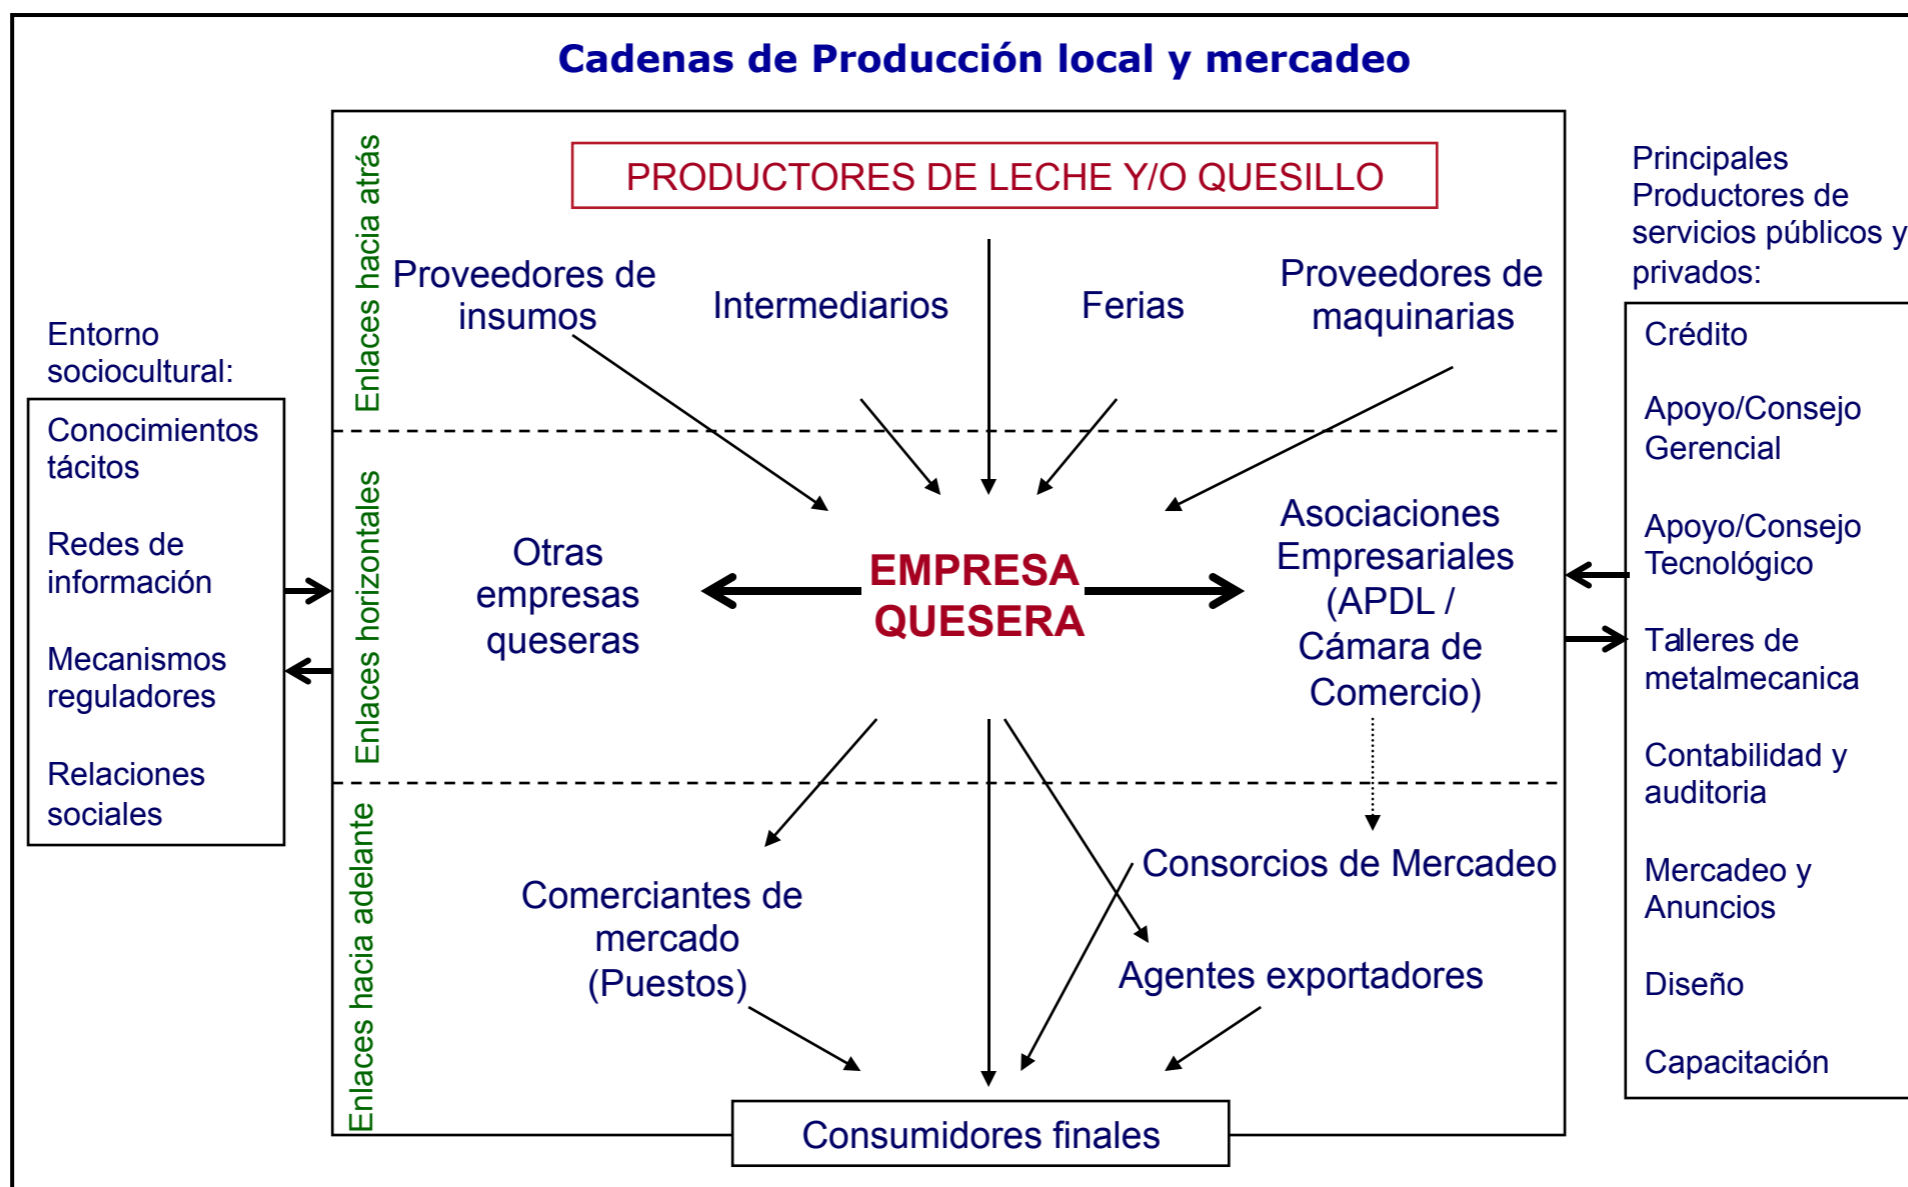 Cadenas de Producción local y mercadeo
Enlaces hacia atrás
PRODUCTORES DE LECHE Y/O QUESILLO
Proveedores de
insumos
Intermediarios
Ferias
Proveedores de
maquinarias
Entorno
sociocultural:
Conocimientos
tácitos
Redes de
información
Mecanismos
reguladores
Relaciones
sociales
Enlaces horizontales
Otras
empresas
queseras
EMPRESA
QUESERA
Asociaciones
Empresariales
(APDL /
Cámara de
Comercio)
Enlaces hacia adelante
Comerciantes de
mercado
(Puestos)
Consorcios de Mercadeo
Agentes exportadores
Consumidores finales
Principales
Productores de
servicios públicos y
privados:
Crédito
Apoyo/Consejo
Gerencial
Apoyo/Consejo
Tecnológico
Talleres de
metalmecanica
Contabilidad y
auditoria
Mercadeo y
Anuncios
Diseño
Capacitación